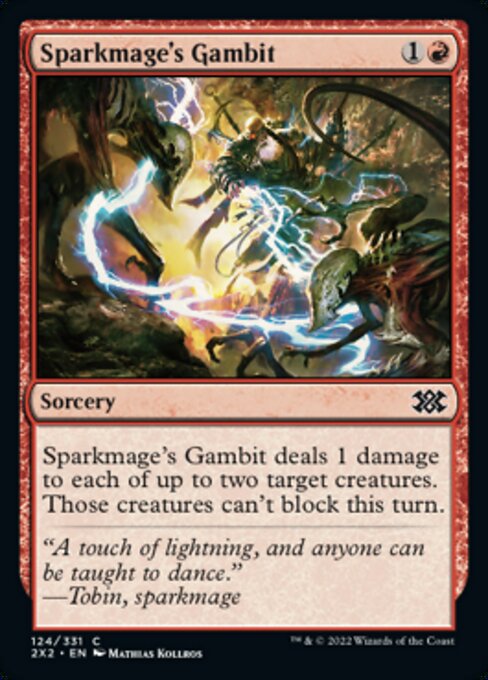 Sparkmage's Gambit 1
Sorcery
Sparkmage's Gambit deals 1 damage
to each of up to two target creatures.
Those creatures can't block this turn.
“A touch of lightning, and anyone can
be taught to dance.”
—Tobin, sparkmage
124/331 C
2X2 • EN Mathias Kollros
™ & © 2022 Wizards of the Coast